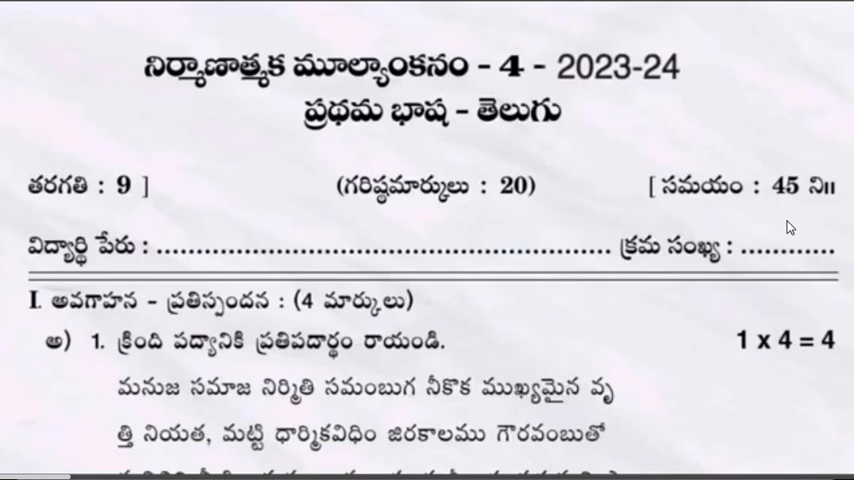 నిర్మాణాత్మక మూల్యాంకనం - 4 - 2023-24
ప్రథమ భాష - తెలుగు
తరగతి : 9 ] (గరిష్ఠమార్కులు : 20) [ సమయం : 45 ని॥
విద్యార్థి పేరు : ........................................................ క్రమ సంఖ్య : ............
I. అవగాహన - ప్రతిస్పందన : (4 మార్కులు)
అ) 1. క్రింది పద్యానికి ప్రతిపదార్థం రాయండి. 1 x 4 = 4
మనుజ సమాజ నిర్మితి సమంబుగ నీకొక ముఖ్యమైన వృ
త్తి నియత, మట్టి ధార్మికవిధిం జిరకాలము గౌరవంబుతో